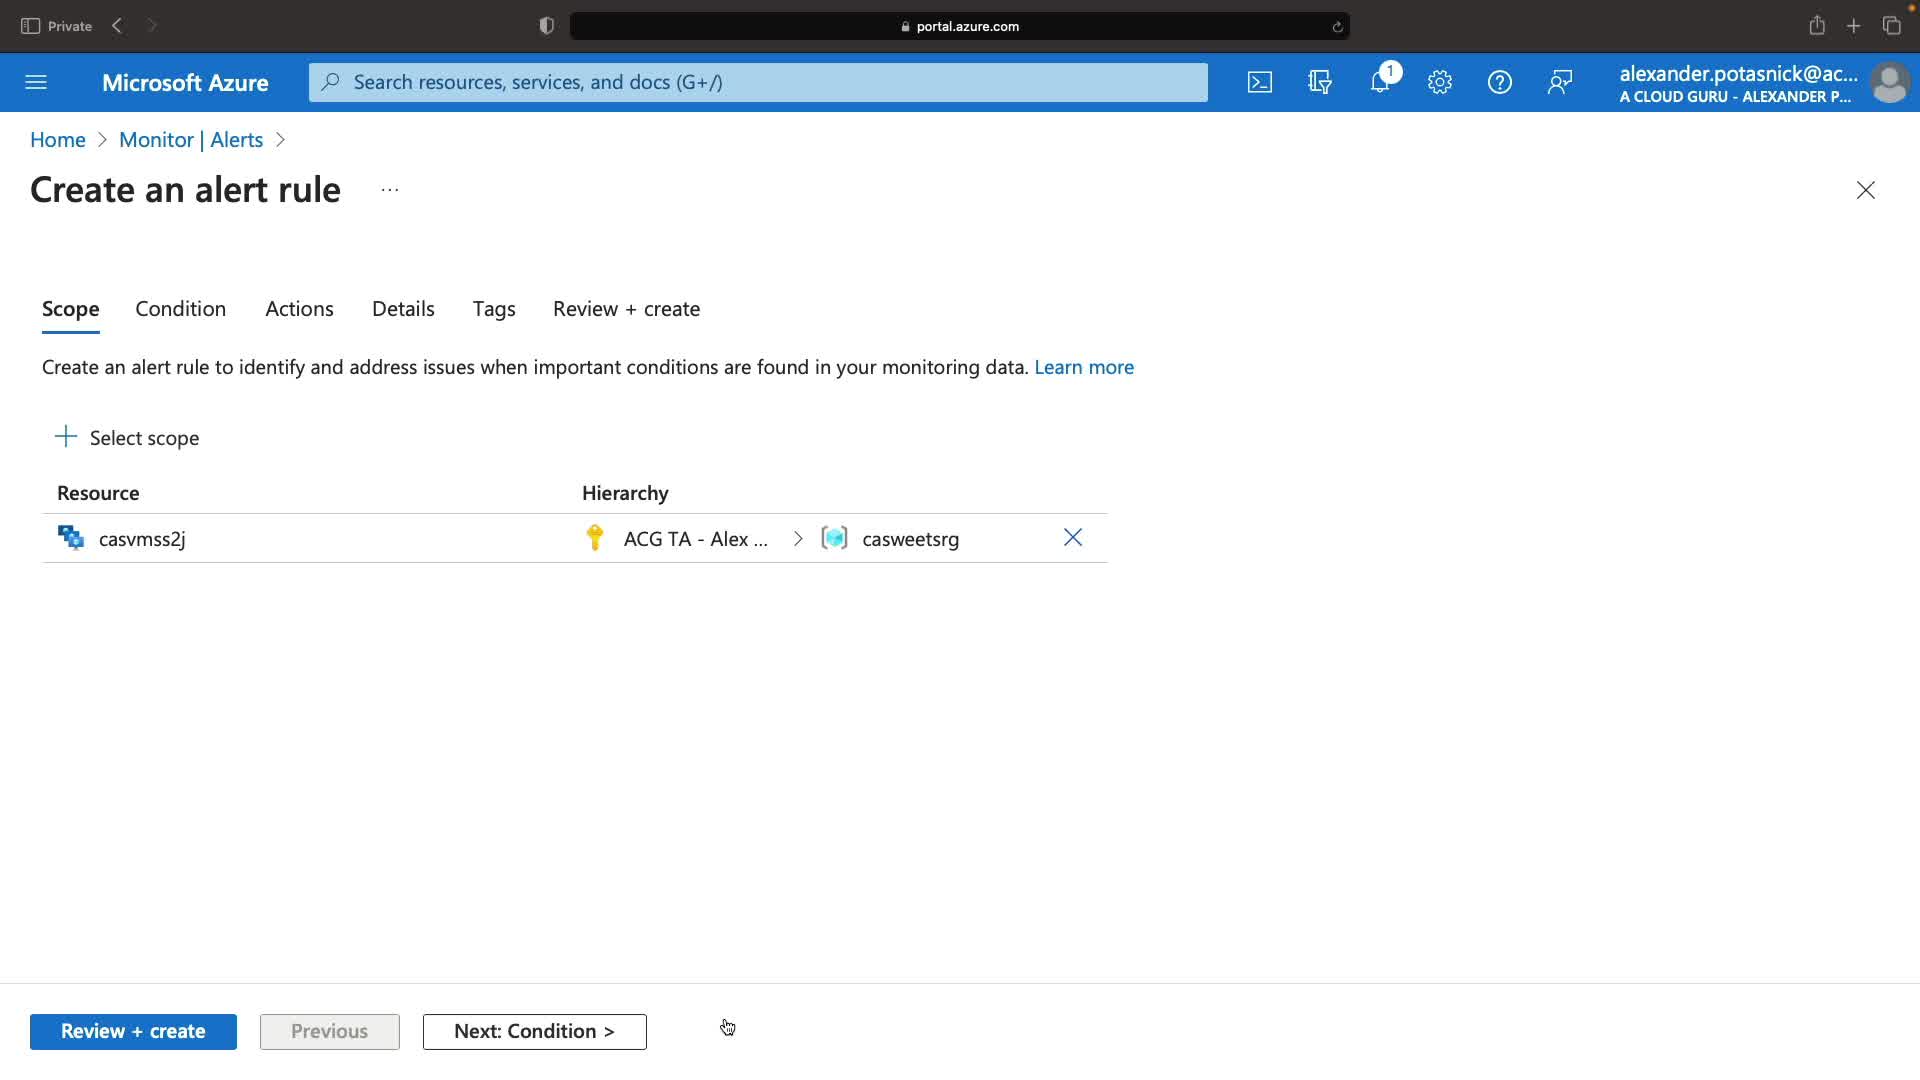 Private
portal.azure.com
Microsoft Azure
Search resources, services, and docs (G+/)
1
alexander.potasnick@ac...
A CLOUD GURU - ALEXANDER P...
Home > Monitor | Alerts >
Create an alert rule ...
Scope Condition Actions Details Tags Review + create
Create an alert rule to identify and address issues when important conditions are found in your monitoring data. Learn more
+ Select scope
Resource Hierarchy
casvmss2j ACG TA - Alex ... > casweetsrg
Review + create Previous Next: Condition >